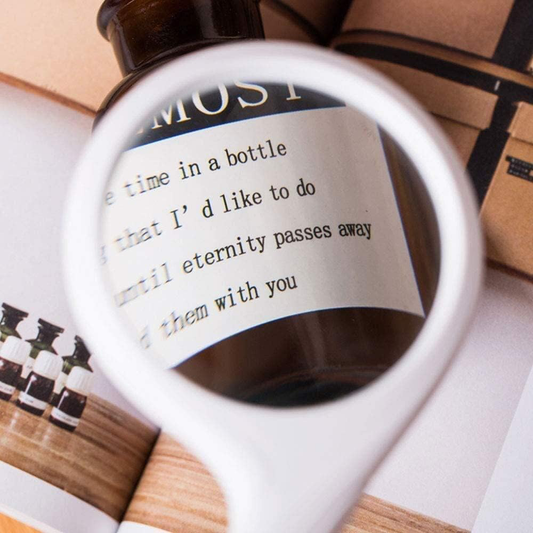 MOST
e time in a bottle
that I'd like to do
until eternity passes away
d them with you